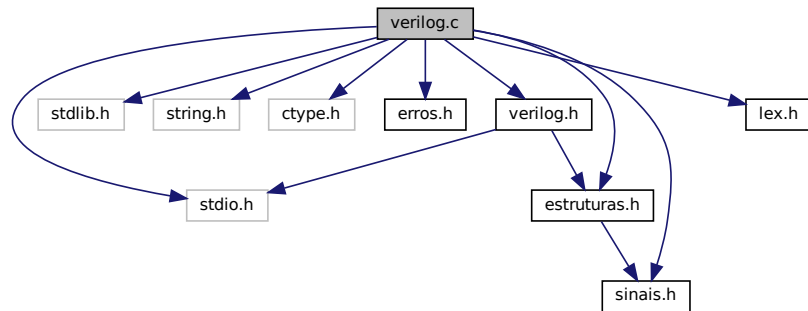 verilog.c
stdlib.h
string.h
ctype.h
erros.h
verilog.h
lex.h
stdio.h
estruturas.h
sinais.h